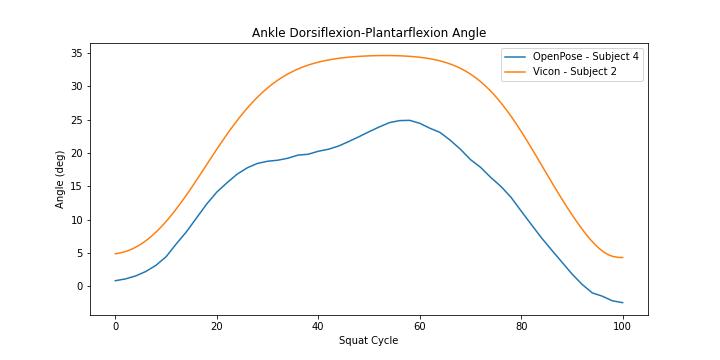 Ankle Dorsiflexion-Plantarflexion Angle
OpenPose - Subject 4
Vicon - Subject 2
Angle (deg)
35
30
25
20
15
10
5
0
0 20 40 60 80 100
Squat Cycle